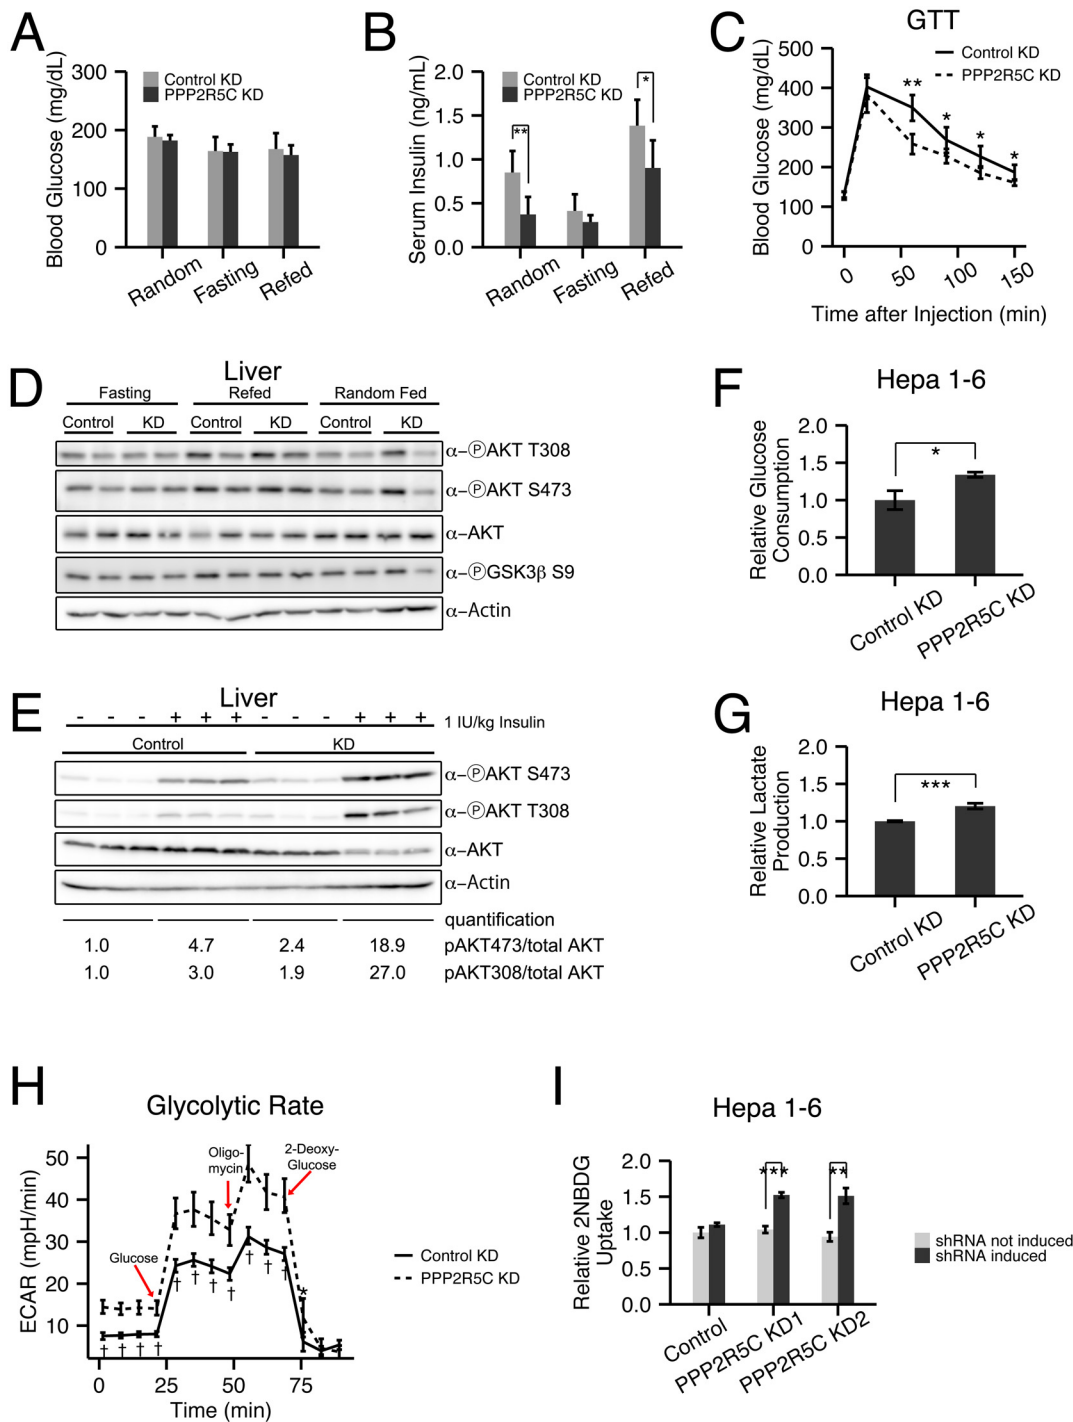 A
Blood Glucose (mg/dL)
300
200
100
0
Control KD
PPP2R5C KD
Random
Fasting
Refed
B
Serum Insulin (ng/mL)
2.0
1.5
1.0
0.5
0.0
Control KD
PPP2R5C KD
**
*
Random
Fasting
Refed
C
GTT
Blood Glucose (mg/dL)
500
400
300
200
100
0
Control KD
PPP2R5C KD
**
*
*
*
0
50
100
150
Time after Injection (min)
D
Liver
Fasting Refed Random Fed
Control KD Control KD Control KD
α–ⓅAKT T308
α–ⓅAKT S473
α–AKT
α–ⓅGSK3β S9
α–Actin
E
Liver
- - - + + + - - - + + + 1 IU/kg Insulin
Control KD
α–ⓅAKT S473
α–ⓅAKT T308
α–AKT
α–Actin
quantification
1.0 4.7 2.4 18.9 pAKT473/total AKT
1.0 3.0 1.9 27.0 pAKT308/total AKT
F
Hepa 1-6
Relative Glucose
Consumption
2.0
1.5
1.0
0.5
0.0
*
Control KD
PPP2R5C KD
G
Hepa 1-6
Relative Lactate
Production
2.0
1.5
1.0
0.5
0.0
***
Control KD
PPP2R5C KD
H
Glycolytic Rate
ECAR (mpH/min)
50
40
30
20
10
Glucose
Oligo-
mycin
2-Deoxy-
Glucose
† † † † † † † † † † † *
Control KD
PPP2R5C KD
0 25 50 75
Time (min)
I
Hepa 1-6
Relative 2NBDG
Uptake
2.0
1.5
1.0
0.5
0.0
***
**
shRNA not induced
shRNA induced
Control
PPP2R5C KD1
PPP2R5C KD2